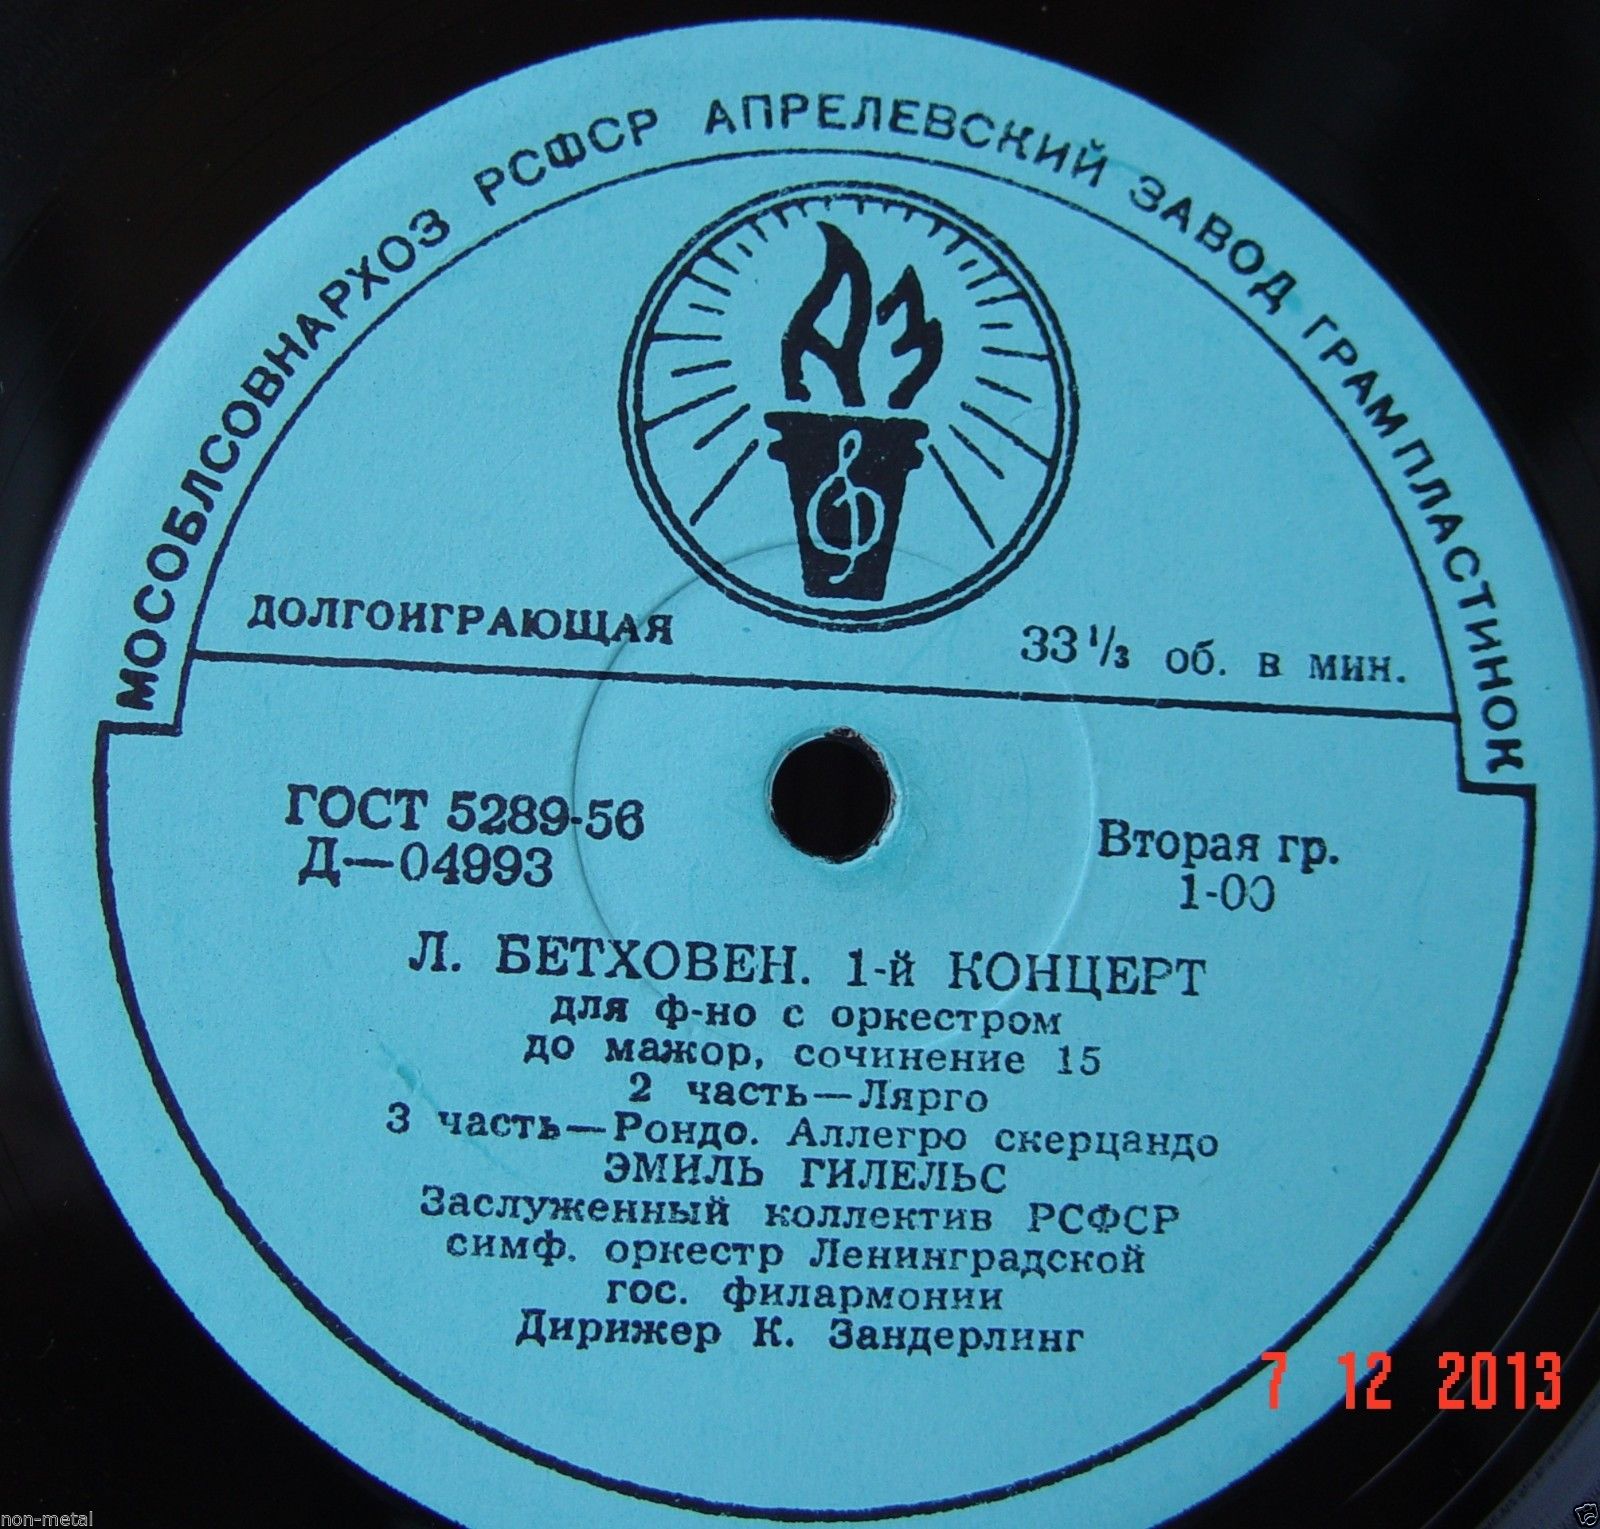 МОСОБЛСОВНАРХОЗ РСФСР АПРЕЛЕВСКИЙ ЗАВОД ГРАМПЛАСТИНОК
АЗ
ДОЛГОИГРАЮЩАЯ
33 1/3 об. в мин.
ГОСТ 5289-56
Д—04993
Вторая гр.
1-00
Л. БЕТХОВЕН. 1-й КОНЦЕРТ
для ф-но с оркестром
до мажор, сочинение 15
2 часть—Лярго
3 часть—Рондо. Аллегро скерцандо
ЭМИЛЬ ГИЛЕЛЬС
Заслуженный коллектив РСФСР
симф. оркестр Ленинградской
гос. филармонии
Дирижер К. Зандерлинг
7 12 2013
non-metal